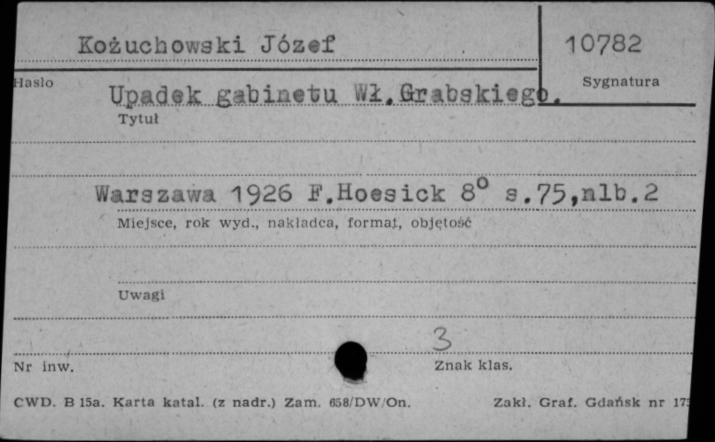 Kożuchowski Józef
10782
Hasło
Sygnatura
Upadek gabinetu Wł.Grabskiego.
Tytuł
Warszawa 1926 F.Hoesick 8° s.75,nlb.2
Miejsce, rok wyd., nakładca, format, objętość
Uwagi
3
Nr inw.
Znak klas.
CWD. B 15a. Karta katal. (z nadr.) Zam. 658/DW/On.
Zakł. Graf. Gdańsk nr